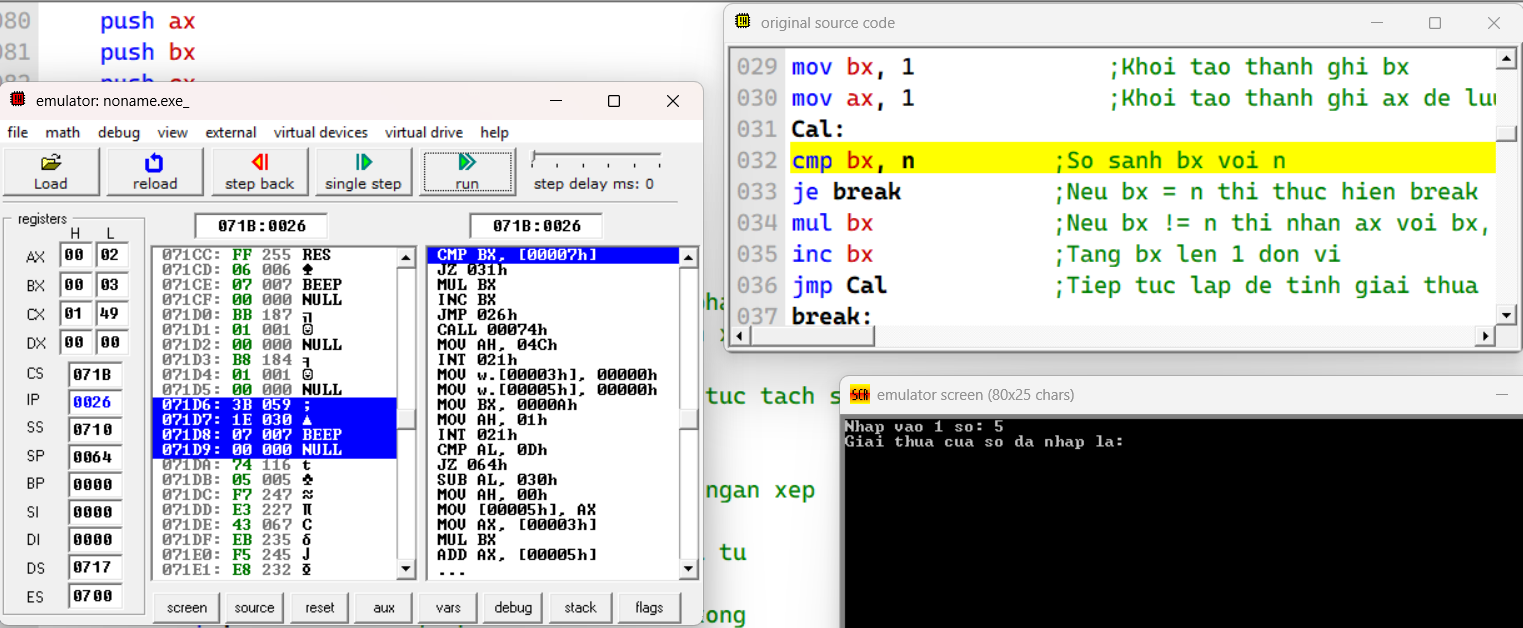 080 push ax
081 push bx
emulator: noname.exe_
file math debug view external virtual devices virtual drive help
Load reload step back single step run step delay ms: 0
registers
H L
AX 00 02
BX 00 03
CX 01 49
DX 00 00
CS 071B
IP 0026
SS 0710
SP 0064
BP 0000
SI 0000
DI 0000
DS 0717
ES 0700
071B:0026
071CC: FF 255 RES
071CD: 06 006 ♠
071CE: 07 007 BEEP
071CF: 00 000 NULL
071D0: BB 187 ╗
071D1: 01 001 ☺
071D2: 00 000 NULL
071D3: B8 184 ╕
071D4: 01 001 ☺
071D5: 00 000 NULL
071D6: 3B 059 ;
071D7: 1E 030 ▲
071D8: 07 007 BEEP
071D9: 00 000 NULL
071DA: 74 116 t
071DB: 05 005 ♣
071DC: F7 247 ≈
071DD: E3 227 π
071DE: 43 067 C
071DF: EB 235 δ
071E0: F5 245 ⌡
071E1: E8 232 Φ
071B:0026
CMP BX, [00007h]
JZ 031h
MUL BX
INC BX
JMP 026h
CALL 00074h
MOV AH, 04Ch
INT 021h
MOV w.[00003h], 00000h
MOV w.[00005h], 00000h
MOV BX, 0000Ah
MOV AH, 01h
INT 021h
CMP AL, 0Dh
JZ 064h
SUB AL, 030h
MOV AH, 00h
MOV [00005h], AX
MOV AX, [00003h]
MUL BX
ADD AX, [00005h]
...
screen source reset aux vars debug stack flags
original source code
029 mov bx, 1 ;Khoi tao thanh ghi bx
030 mov ax, 1 ;Khoi tao thanh ghi ax de luu
031 Cal:
032 cmp bx, n ;So sanh bx voi n
033 je break ;Neu bx = n thi thuc hien break
034 mul bx ;Neu bx != n thi nhan ax voi bx,
035 inc bx ;Tang bx len 1 don vi
036 jmp Cal ;Tiep tuc lap de tinh giai thua
037 break:
tuc tach s
ngan xep
tu
ong
emulator screen (80x25 chars)
Nhap vao 1 so: 5
Giai thua cua so da nhap la: